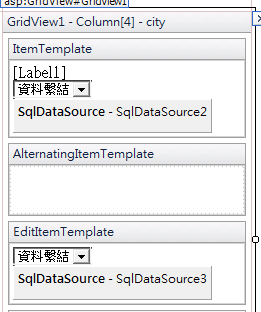 asp:GridView#GridView1
GridView1 - Column[4] - city
ItemTemplate
[Label1]
資料繫結
SqlDataSource - SqlDataSource2
AlternatingItemTemplate
EditItemTemplate
資料繫結
SqlDataSource - SqlDataSource3